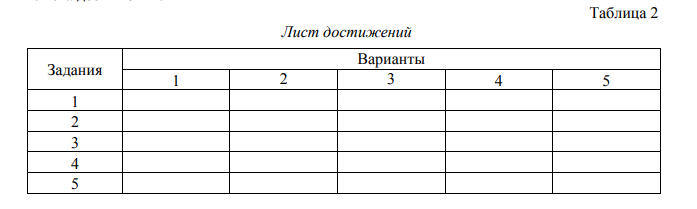 Таблица 2
Лист достижений
Задания
Варианты
1 2 3 4 5
1
2
3
4
5